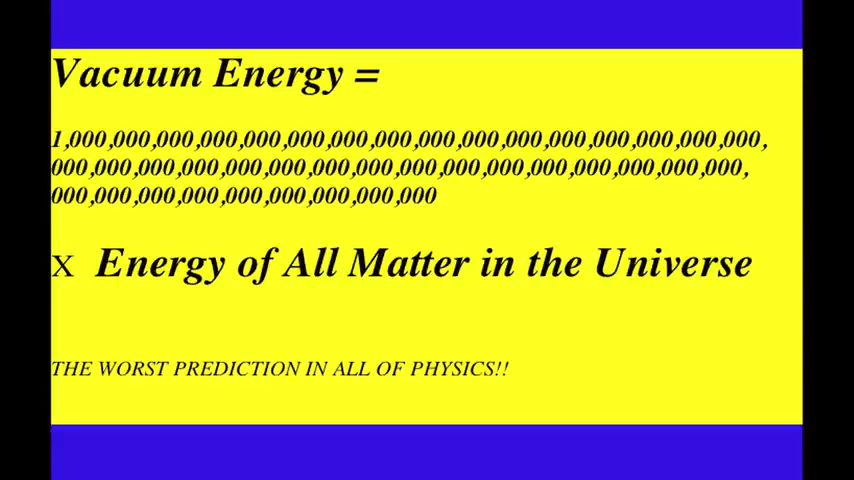 Vacuum Energy =
1,000,000,000,000,000,000,000,000,000,000,000,000,000,000,000,000,
000,000,000,000,000,000,000,000,000,000,000,000,000,000,000,000,
000,000,000,000,000,000,000,000,000
X Energy of All Matter in the Universe
THE WORST PREDICTION IN ALL OF PHYSICS!!